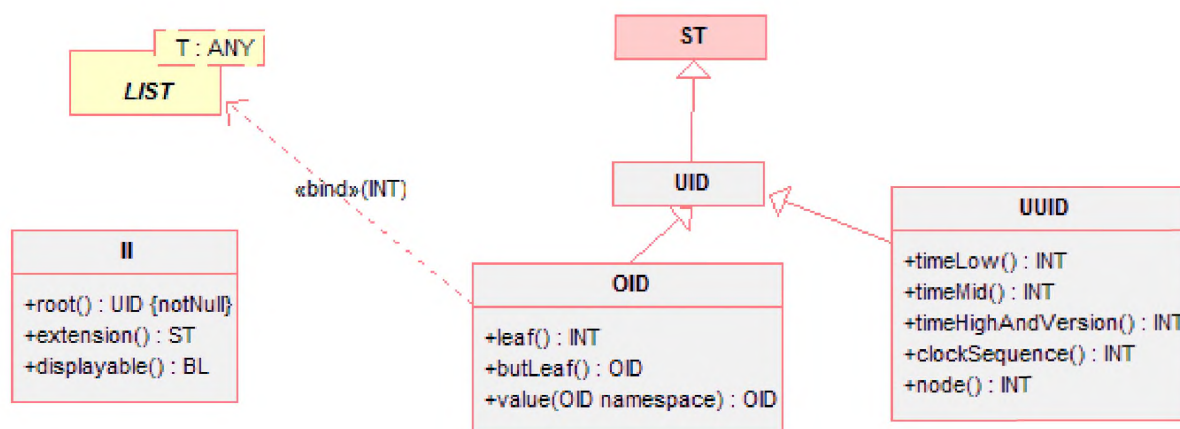 T : ANY
LIST
ST
«bind»(INT)
UID
II
+root() : UID {notNull}
+extension() : ST
+displayable() : BL
OID
+leaf() : INT
+butLeaf() : OID
+value(OID namespace) : OID
UUID
+timeLow() : INT
+timeMid() : INT
+timeHighAndVersion() : INT
+clockSequence() : INT
+node() : INT